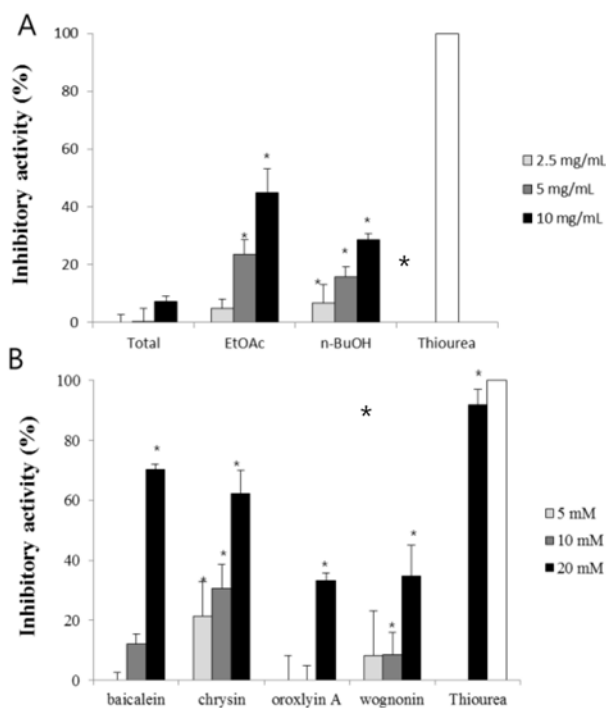 A
Inhibitory activity (%)
100
80
60
40
20
0
* * * * * *
Total EtOAc n-BuOH Thiourea
2.5 mg/mL
5 mg/mL
10 mg/mL
B
Inhibitory activity (%)
100
80
60
40
20
0
* * * * * * * * *
baicalein chrysin oroxlyin A wognonin Thiourea
5 mM
10 mM
20 mM